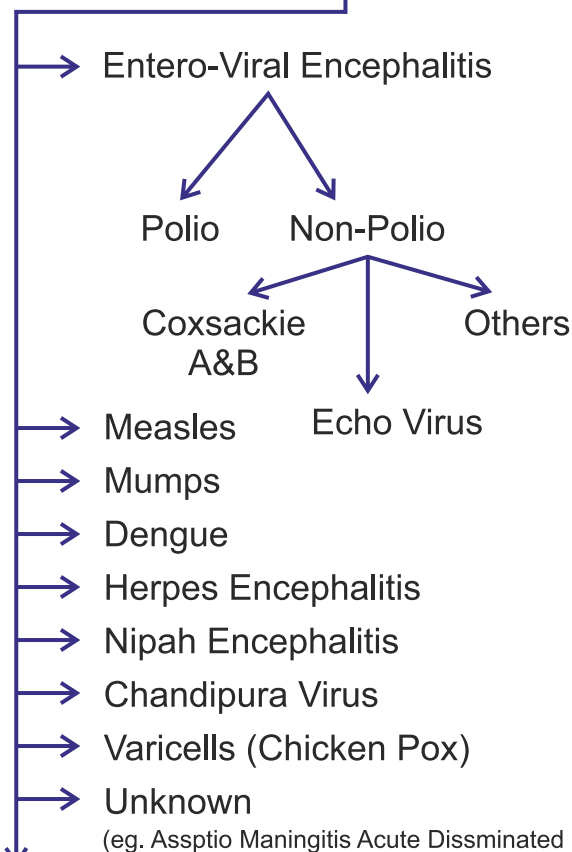 Entero-Viral Encephalitis
Polio
Non-Polio
Coxsackie
A&B
Others
Echo Virus
Measles
Mumps
Dengue
Herpes Encephalitis
Nipah Encephalitis
Chandipura Virus
Varicells (Chicken Pox)
Unknown
(eg. Assptio Maningitis Acute Dissminated